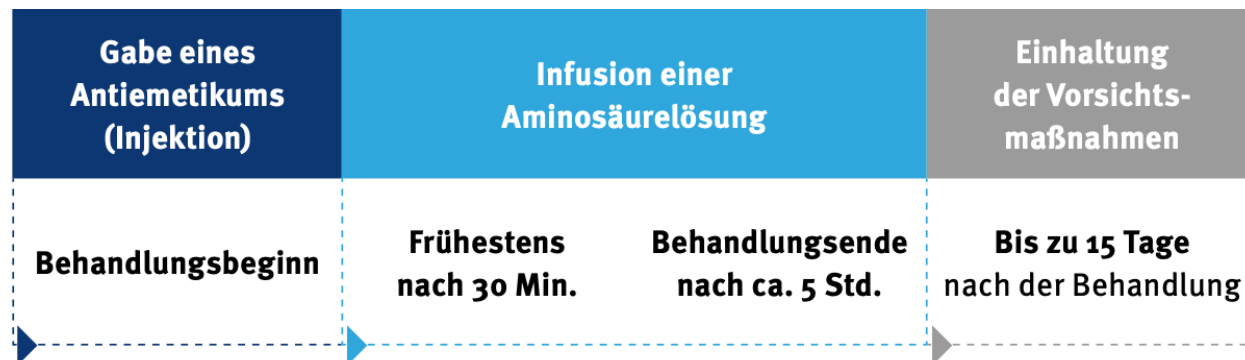 Gabe eines
Antiemetikums
(Injektion)
Infusion einer
Aminosäurelösung
Einhaltung
der Vorsichts-
maßnahmen
Behandlungsbeginn
Frühestens
nach 30 Min.
Behandlungsende
nach ca. 5 Std.
Bis zu 15 Tage
nach der Behandlung